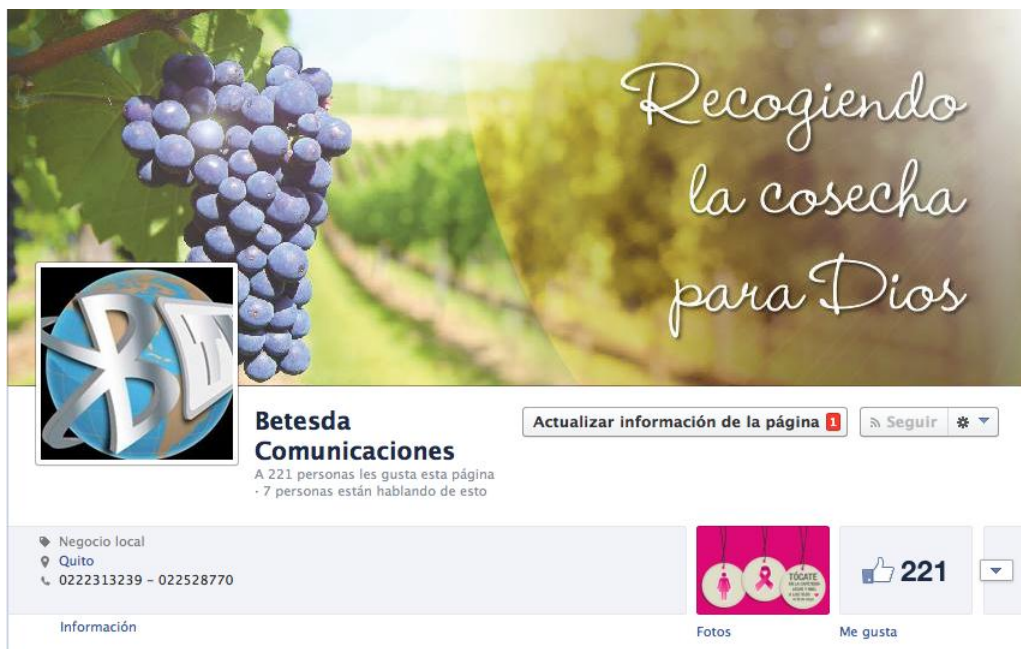 Recogiendo
la cosecha
para Dios
Betesda
Comunicaciones
Actualizar información de la página 1
Seguir
A 221 personas les gusta esta página
· 7 personas están hablando de esto
Negocio local
Quito
0222313239 – 022528770
TÓCATE
221
Información
Fotos
Me gusta